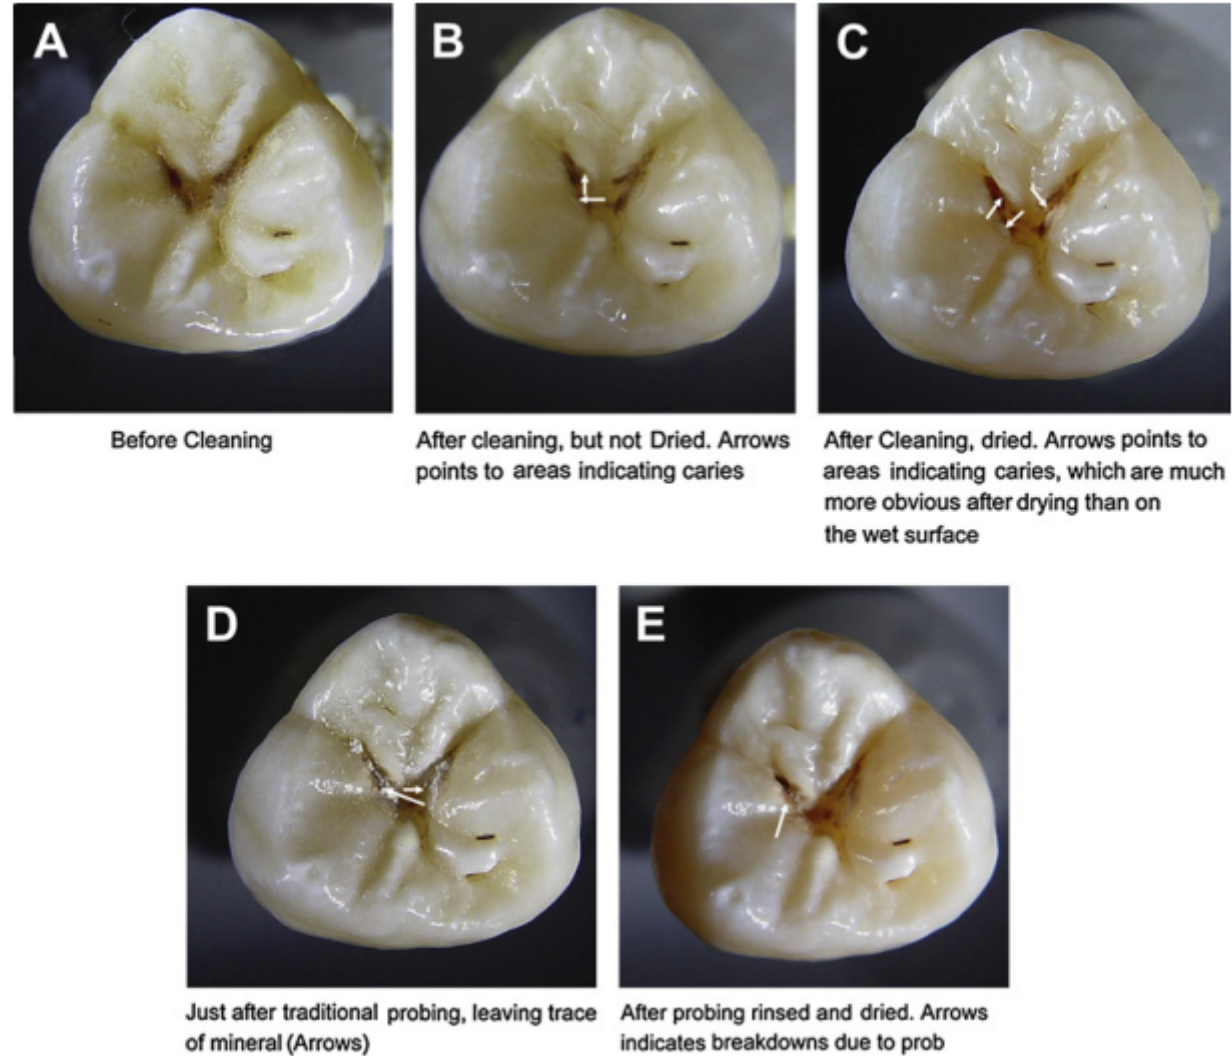 A
B
C
Before Cleaning
After cleaning, but not Dried. Arrows
points to areas indicating caries
After Cleaning, dried. Arrows points to
areas indicating caries, which are much
more obvious after drying than on
the wet surface
D
E
Just after traditional probing, leaving trace
of mineral (Arrows)
After probing rinsed and dried. Arrows
indicates breakdowns due to prob